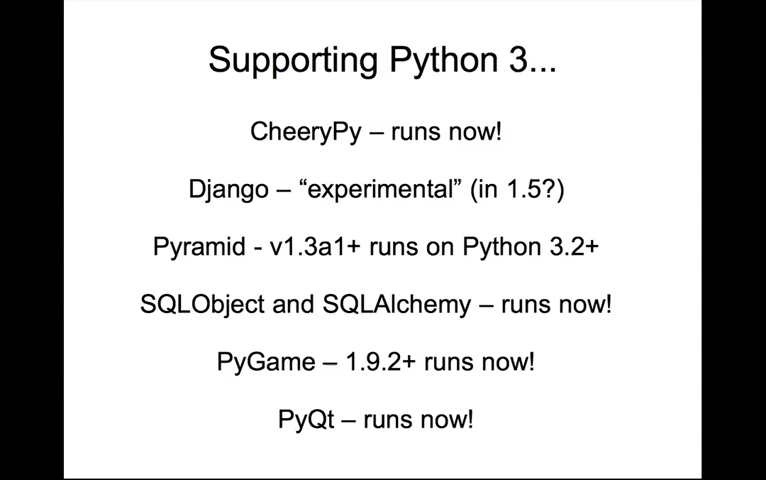 Supporting Python 3...
CheeryPy – runs now!
Django – “experimental” (in 1.5?)
Pyramid - v1.3a1+ runs on Python 3.2+
SQLObject and SQLAlchemy – runs now!
PyGame – 1.9.2+ runs now!
PyQt – runs now!